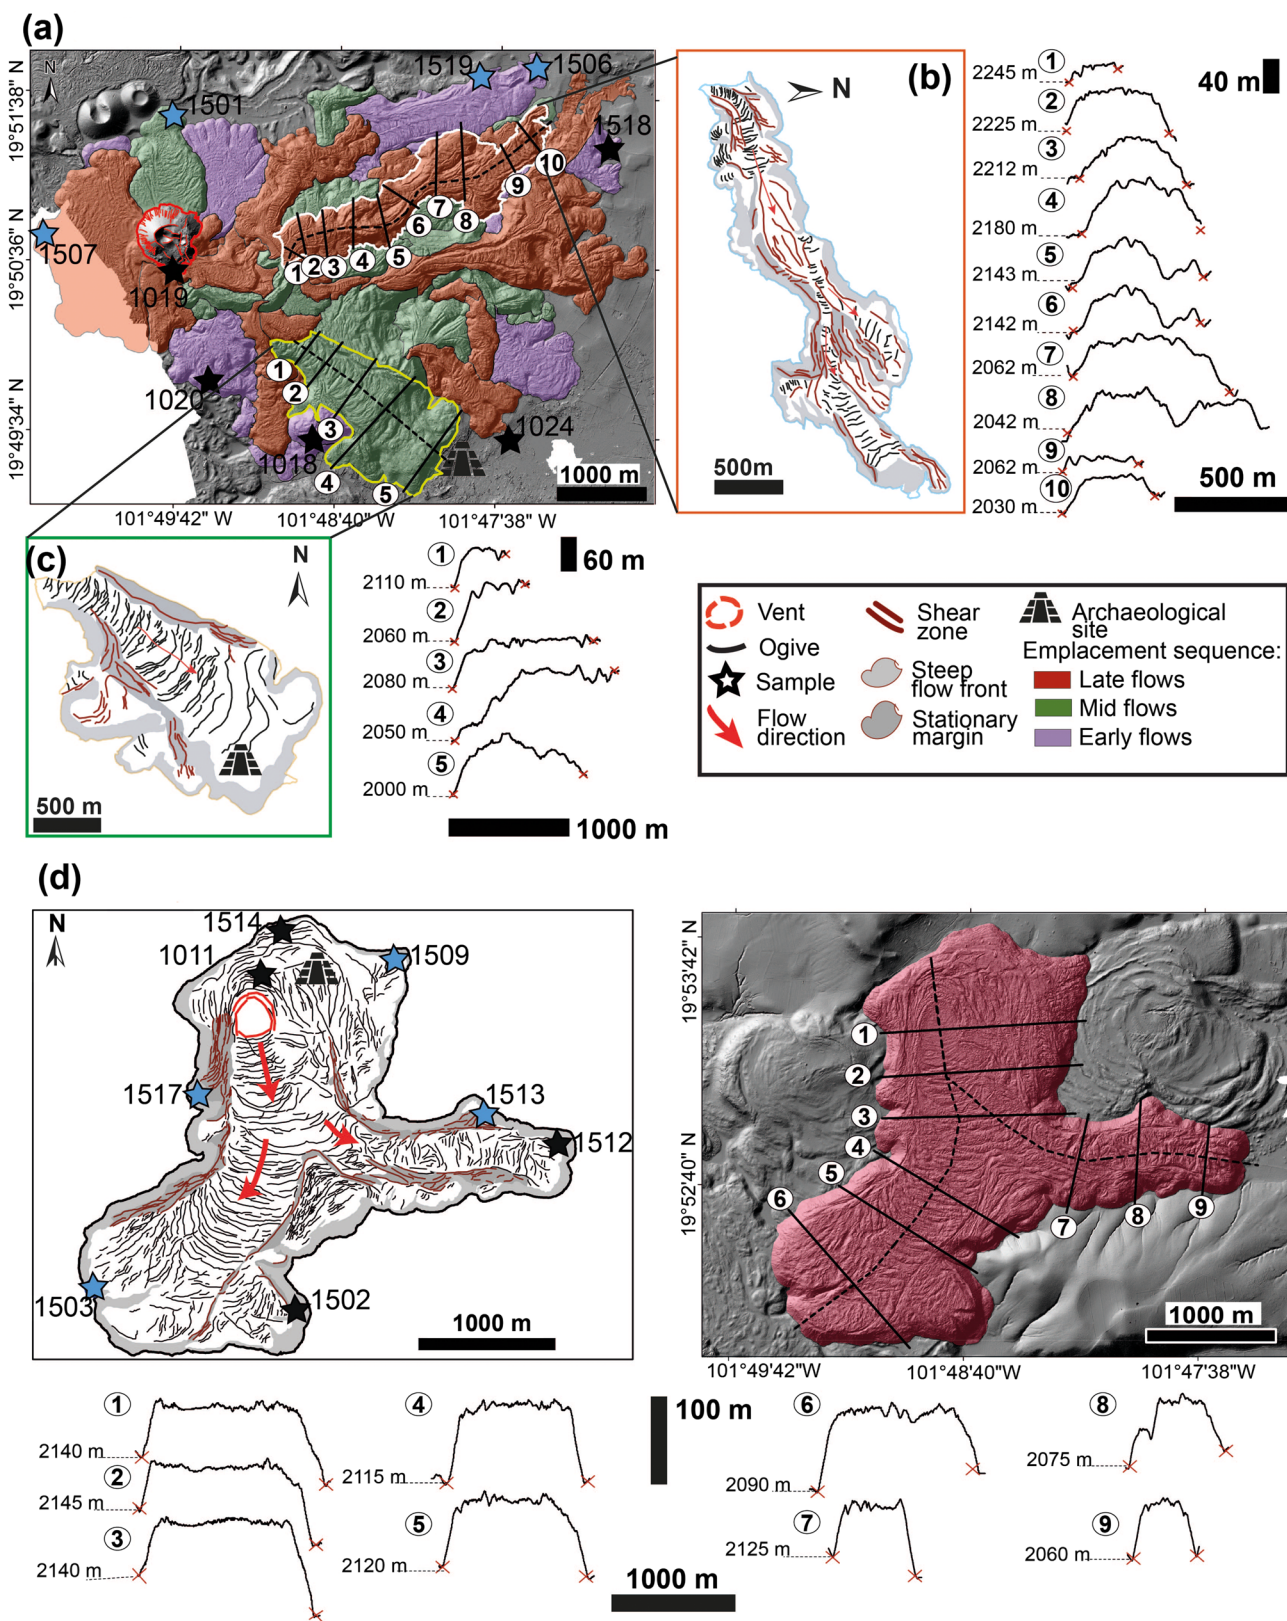 (a)
N
19°51'38" N
19°50'36" N
19°49'34" N
1501
1519
1506
1518
1507
1019
1020
1018
1024
1
2
3
4
5
6
7
8
9
10
1
2
3
4
5
1000 m
101°49'42" W
101°48'40" W
101°47'38" W
(b)
N
500m
1
2245 m
40 m
2
2225 m
3
2212 m
4
2180 m
5
2143 m
6
2142 m
7
2062 m
8
2042 m
9
2062 m
10
2030 m
500 m
(c)
N
500 m
1
60 m
2110 m
2
2060 m
3
2080 m
4
2050 m
5
2000 m
1000 m
Vent
Ogive
Sample
Flow
direction
Shear
zone
Steep
flow front
Stationary
margin
Archaeological
site
Emplacement sequence:
Late flows
Mid flows
Early flows
(d)
N
1514
1011
1509
1517
1513
1512
1503
1502
1000 m
19°53'42" N
19°52'40" N
1
2
3
4
5
6
7
8
9
1000 m
101°49'42" W
101°48'40" W
101°47'38" W
1
2140 m
2
2145 m
3
2140 m
4
2115 m
5
2120 m
100 m
1000 m
6
2090 m
7
2125 m
8
2075 m
9
2060 m